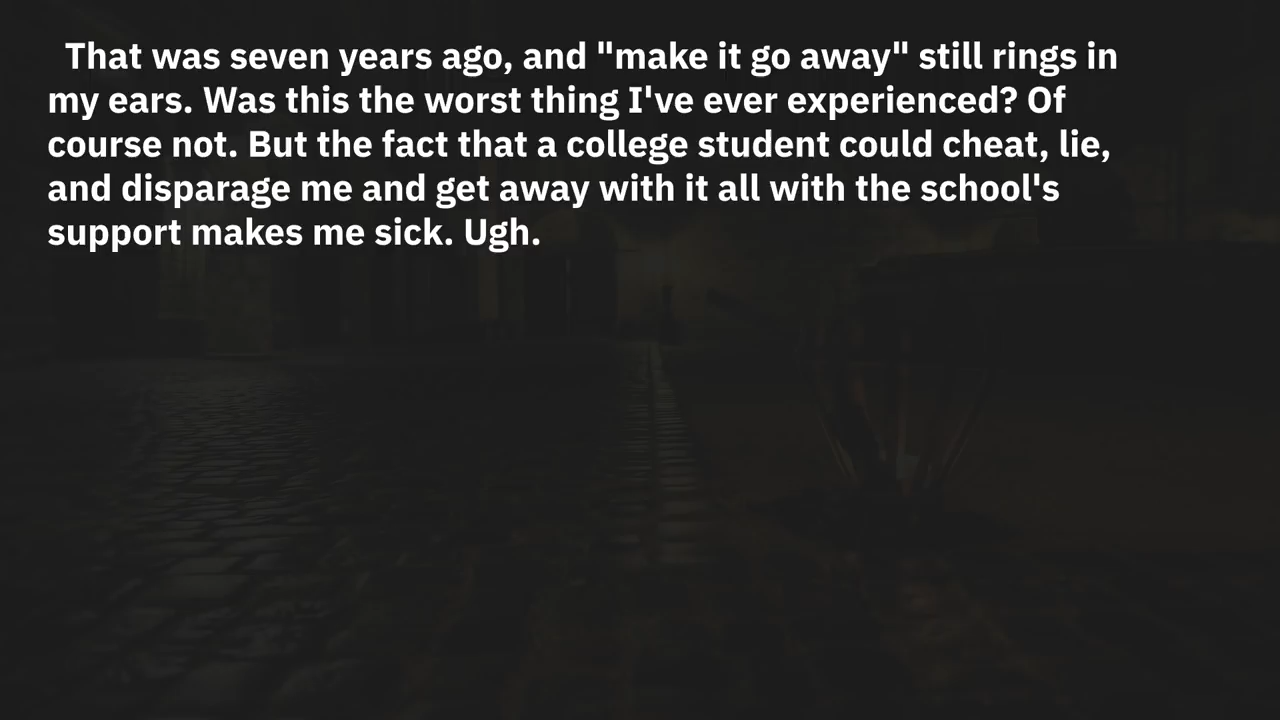 That was seven years ago, and "make it go away" still rings in
my ears. Was this the worst thing I've ever experienced? Of
course not. But the fact that a college student could cheat, lie,
and disparage me and get away with it all with the school's
support makes me sick. Ugh.